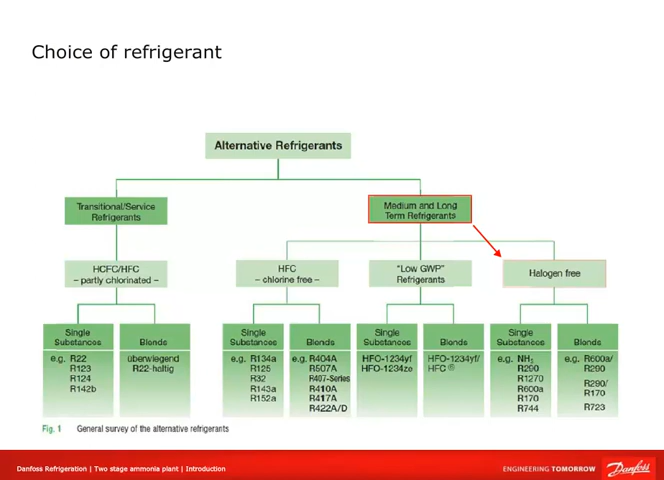 Choice of refrigerant
Alternative Refrigerants
Transitional/Service
Refrigerants
Medium and Long
Term Refrigerants
HCFC/HFC
– partly chlorinated –
HFC
– chlorine free –
"Low GWP"
Refrigerants
Halogen free
Single
Substances
Blends
Single
Substances
Blends
Single
Substances
Blends
Single
Substances
Blends
e.g. R22
R123
R124
R142b
überwiegend
R22-haltig
e.g. R134a
R125
R32
R143a
R152a
e.g. R404A
R507A
R407-Series
R410A
R417A
R422A/D
HFO-1234yf
HFO-1234ze
HFO-1234yf/
HFC
e.g. NH3
R290
R1270
R600a
R170
R744
e.g. R600a/
R290
R290/
R170
R723
Fig. 1 General survey of the alternative refrigerants
Danfoss Refrigeration | Two stage ammonia plant | Introduction
ENGINEERING TOMORROW
Danfoss